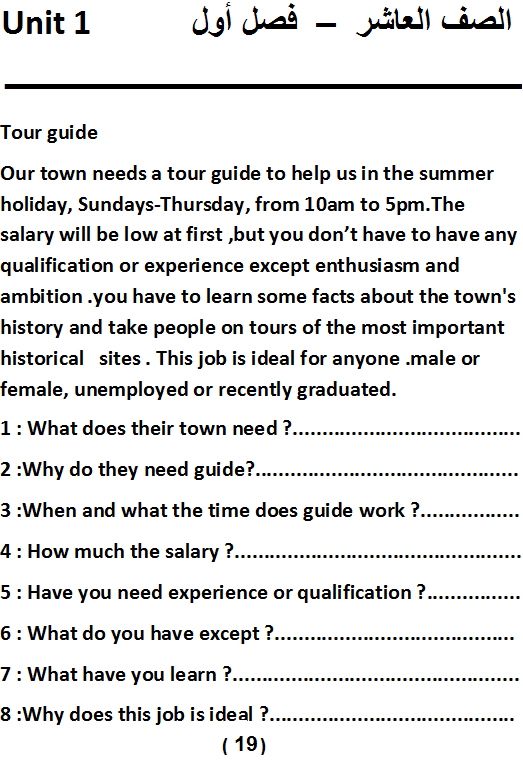 Unit 1 الصف العاشر – فصل أول
Tour guide
Our town needs a tour guide to help us in the summer
holiday, Sundays-Thursday, from 10am to 5pm.The
salary will be low at first ,but you don’t have to have any
qualification or experience except enthusiasm and
ambition .you have to learn some facts about the town's
history and take people on tours of the most important
historical sites . This job is ideal for anyone .male or
female, unemployed or recently graduated.
1 : What does their town need ?.......................................
2 :Why do they need guide?.............................................
3 :When and what the time does guide work ?.................
4 : How much the salary ?.................................................
5 : Have you need experience or qualification ?................
6 : What do you have except ?.........................................
7 : What have you learn ?.................................................
8 :Why does this job is ideal ?..........................................
( 19)